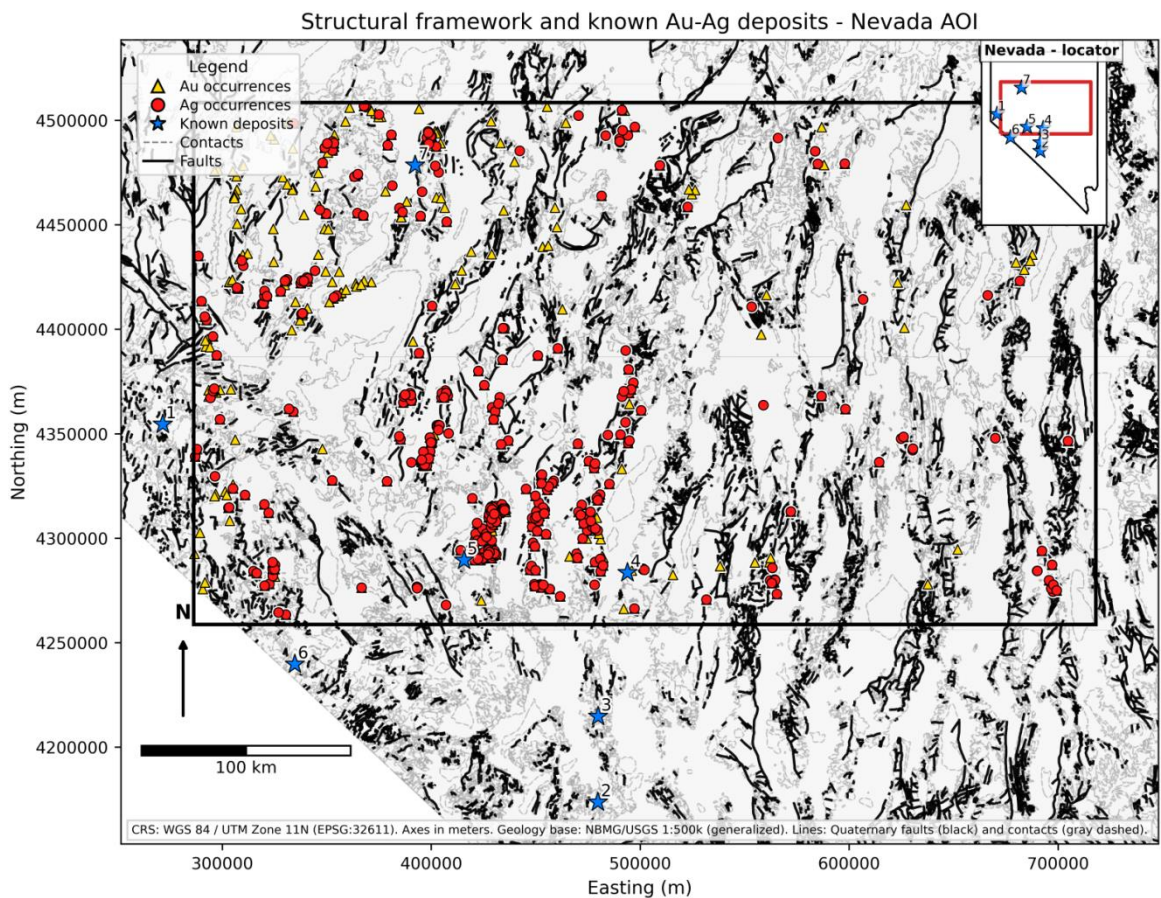 Structural framework and known Au-Ag deposits - Nevada AOI
Legend
Au occurrences
Ag occurrences
Known deposits
Contacts
Faults
Nevada - locator
7
1
5
4
6
3
2
7
1
5
4
6
3
2
N
100 km
CRS: WGS 84 / UTM Zone 11N (EPSG:32611). Axes in meters. Geology base: NBMG/USGS 1:500k (generalized). Lines: Quaternary faults (black) and contacts (gray dashed).
4500000
4450000
4400000
4350000
4300000
4250000
4200000
Northing (m)
300000
400000
500000
600000
700000
Easting (m)